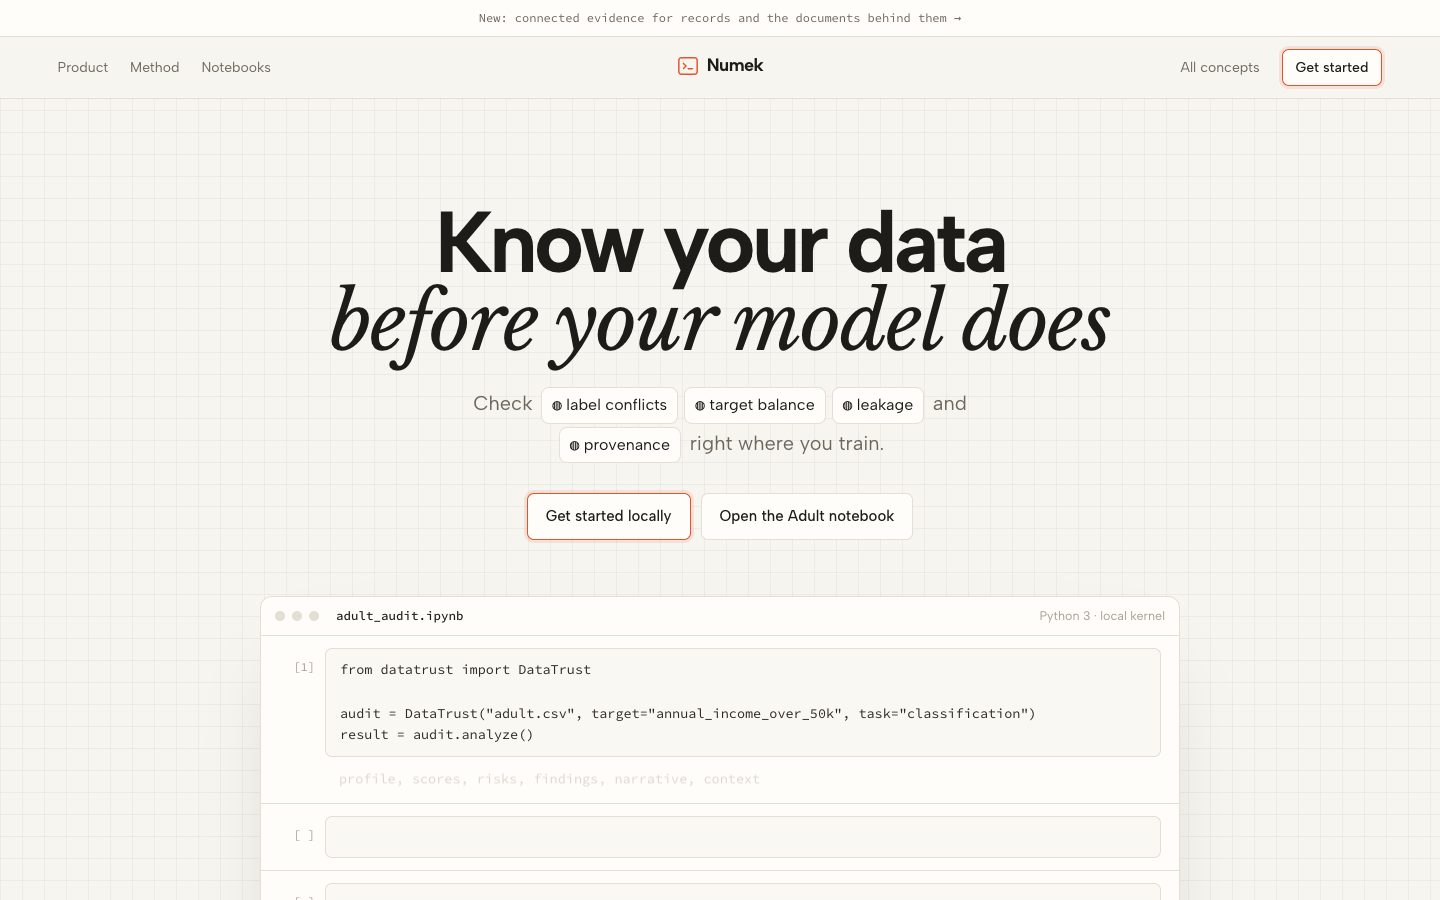 New: connected evidence for records and the documents behind them →
Product Method Notebooks
Numek
All concepts Get started
Know your data
before your model does
Check label conflicts target balance leakage and
provenance right where you train.
Get started locally Open the Adult notebook
adult_audit.ipynb Python 3 · local kernel
[1] from datatrust import DataTrust
audit = DataTrust("adult.csv", target="annual_income_over_50k", task="classification")
result = audit.analyze()
profile, scores, risks, findings, narrative, context
[ ]
[ ]